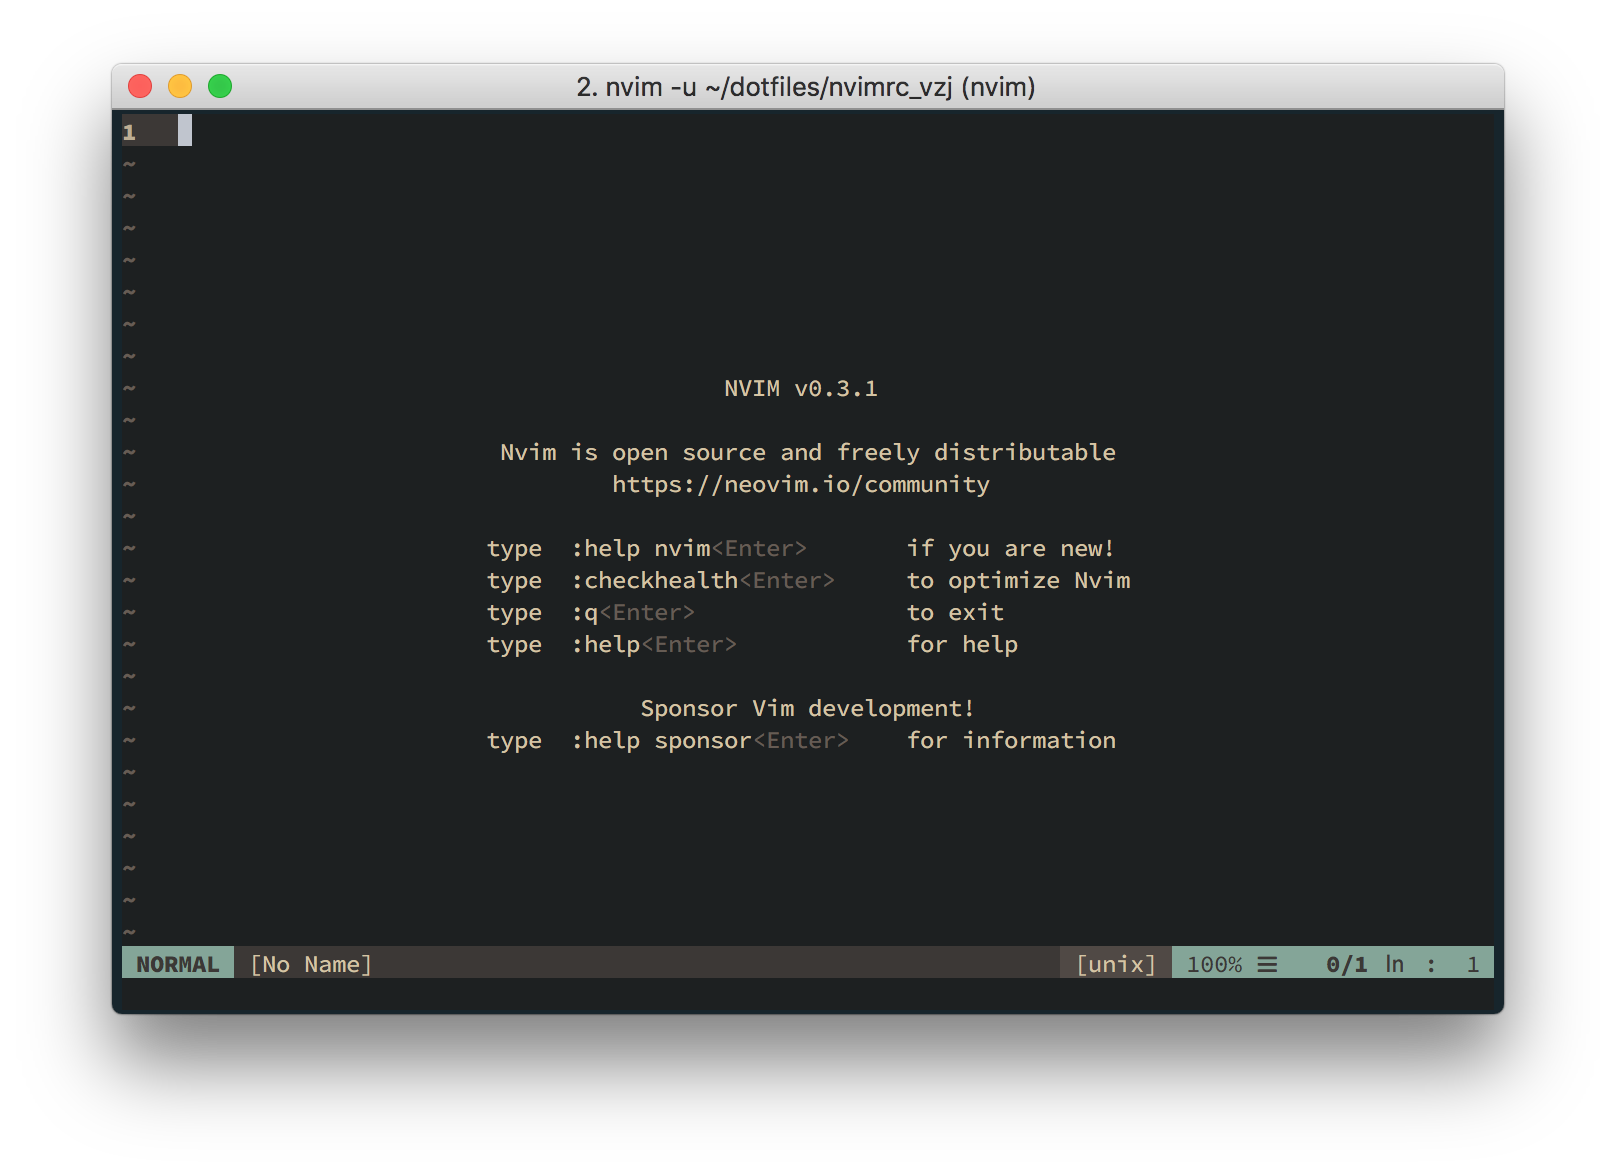 2. nvim -u ~/dotfiles/nvimrc_vzj (nvim)
1
~
~
~
~
~
~
~
~
NVIM v0.3.1
~
~
Nvim is open source and freely distributable
~
https://neovim.io/community
~
~
type :help nvim<Enter> if you are new!
~
type :checkhealth<Enter> to optimize Nvim
~
type :q<Enter> to exit
~
type :help<Enter> for help
~
~
Sponsor Vim development!
~
type :help sponsor<Enter> for information
~
~
~
~
~
~
NORMAL [No Name] [unix] 100% ☰ 0/1 ln : 1